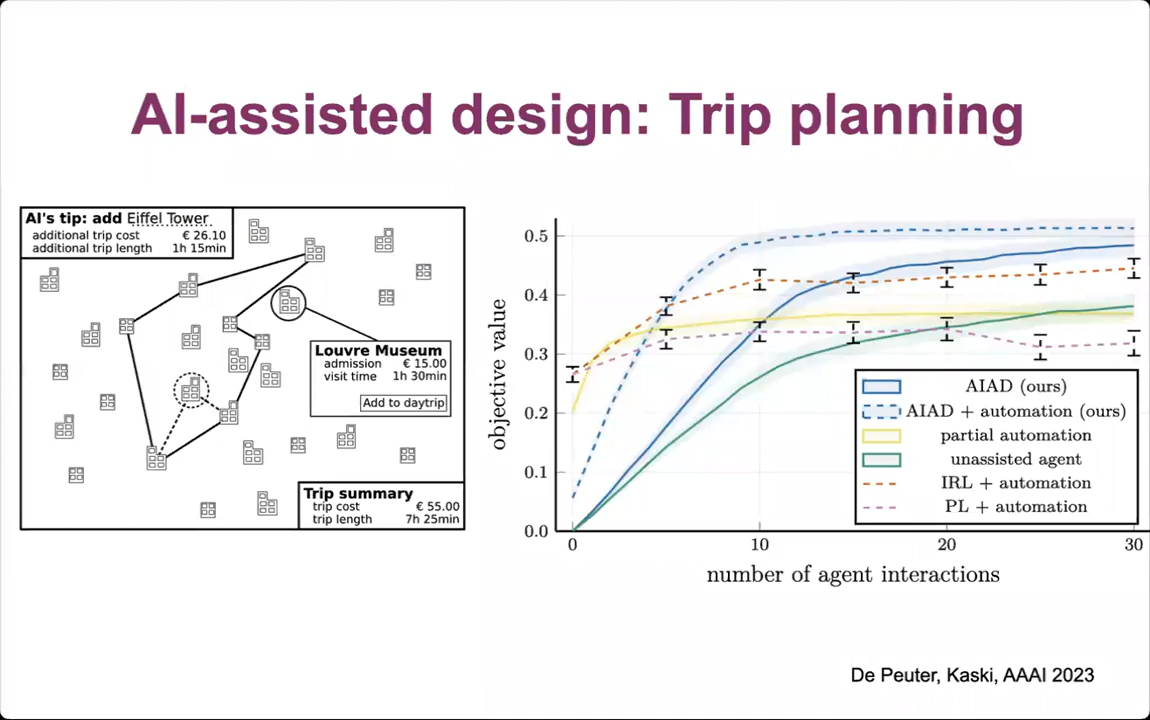 AI-assisted design: Trip planning
AI's tip: add Eiffel Tower
additional trip cost € 26.10
additional trip length 1h 15min
Louvre Museum
admission € 15.00
visit time 1h 30min
Add to daytrip
Trip summary
trip cost € 55.00
trip length 7h 25min
objective value
0.5
0.4
0.3
0.2
0.1
0.0
0 10 20 30
number of agent interactions
AIAD (ours)
AIAD + automation (ours)
partial automation
unassisted agent
IRL + automation
PL + automation
De Peuter, Kaski, AAAI 2023